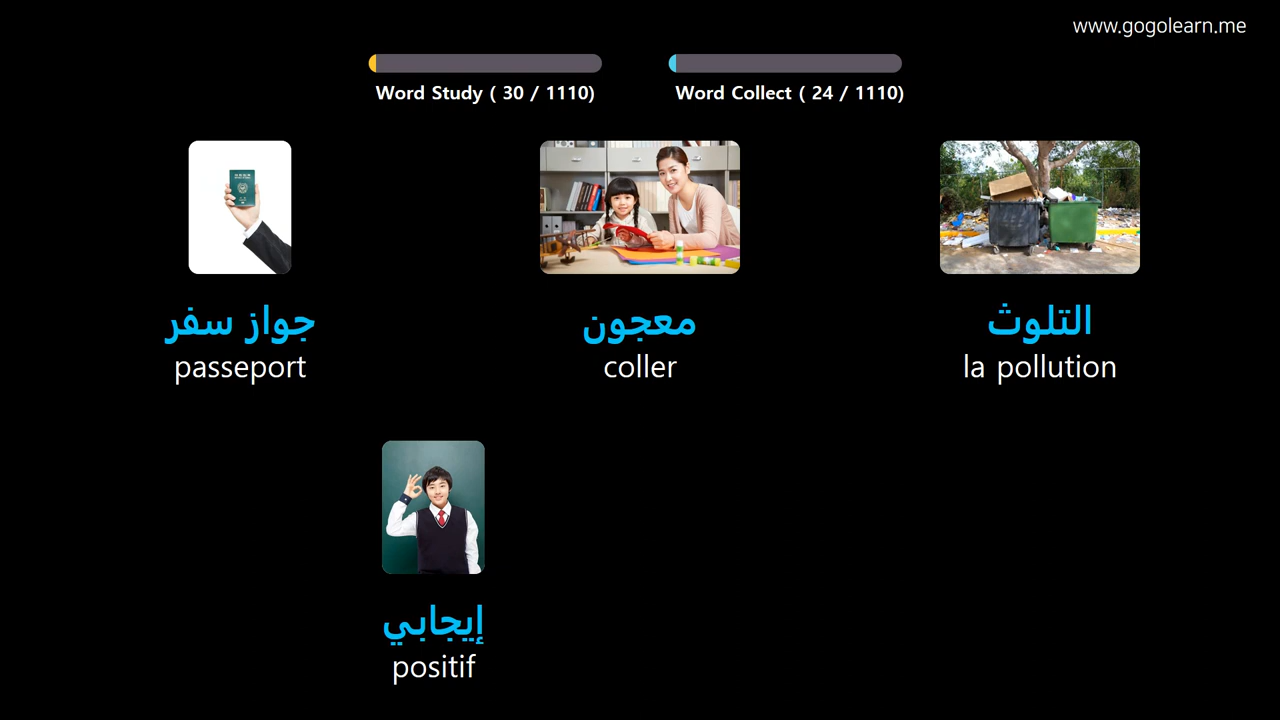 www.gogolearn.me
Word Study ( 30 / 1110)
Word Collect ( 24 / 1110)
جواز سفر
passeport
معجون
coller
التلوث
la pollution
إيجابي
positif